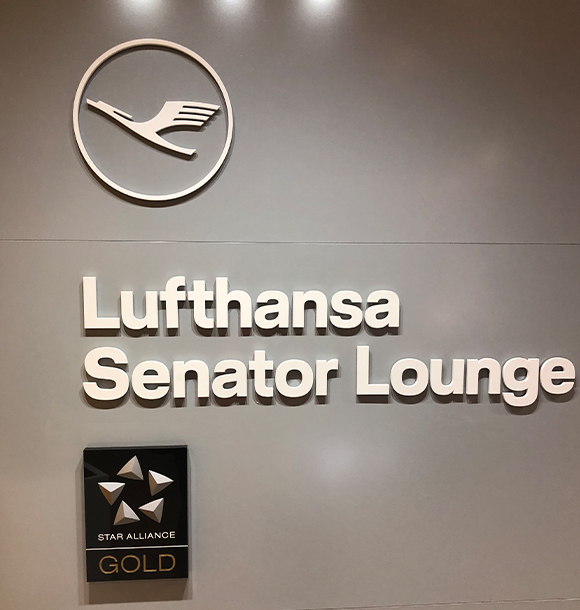 Lufthansa
Senator Lounge
STAR ALLIANCE
GOLD